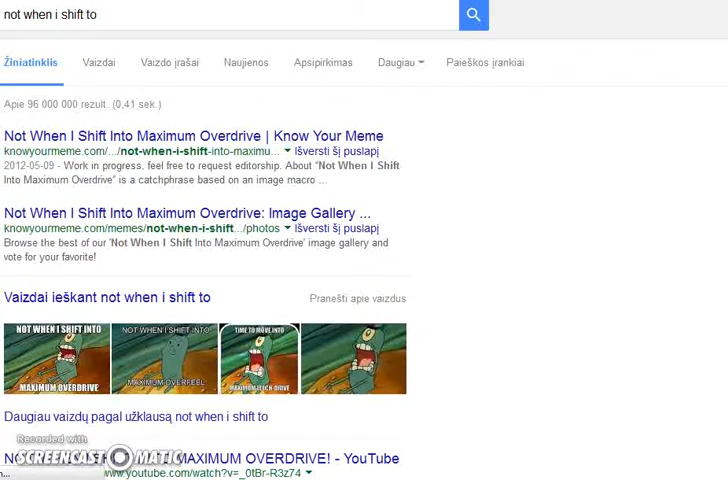 not when i shift to
Žiniatinklis Vaizdai Vaizdo įrašai Naujienos Apsipirkimas Daugiau Paieškos įrankiai
Apie 96 000 000 rezult. (0,41 sek.)
Not When I Shift Into Maximum Overdrive | Know Your Meme
knowyourmeme.com/.../not-when-i-shift-into-maximu... Išversti šį puslapį
2012-05-09 - Work in progress, feel free to request editorship. About “Not When I Shift
Into Maximum Overdrive” is a catchphrase based on an image macro ...
Not When I Shift Into Maximum Overdrive: Image Gallery ...
knowyourmeme.com/memes/not-when-i-shift.../photos Išversti šį puslapį
Browse the best of our 'Not When I Shift Into Maximum Overdrive' image gallery and
vote for your favorite!
Vaizdai ieškant not when i shift to Pranešti apie vaizdus
NOT WHEN I SHIFT INTO
MAXIMUM OVERDRIVE
NOT WHEN I SHIFT INTO
MAXIMUM OVERFEEL
TIME TO MOVE INTO
Daugiau vaizdų pagal užklausą not when i shift to
Recorded with
SCREENCAST MATIC
MAXIMUM OVERDRIVE! - YouTube
www.youtube.com/watch?v=_0tBr-R3z74